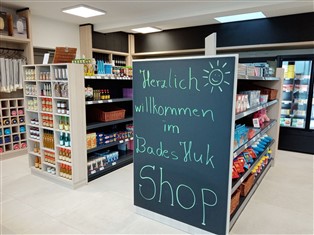 Herzlich
willkommen
im
Bades Huk
Shop